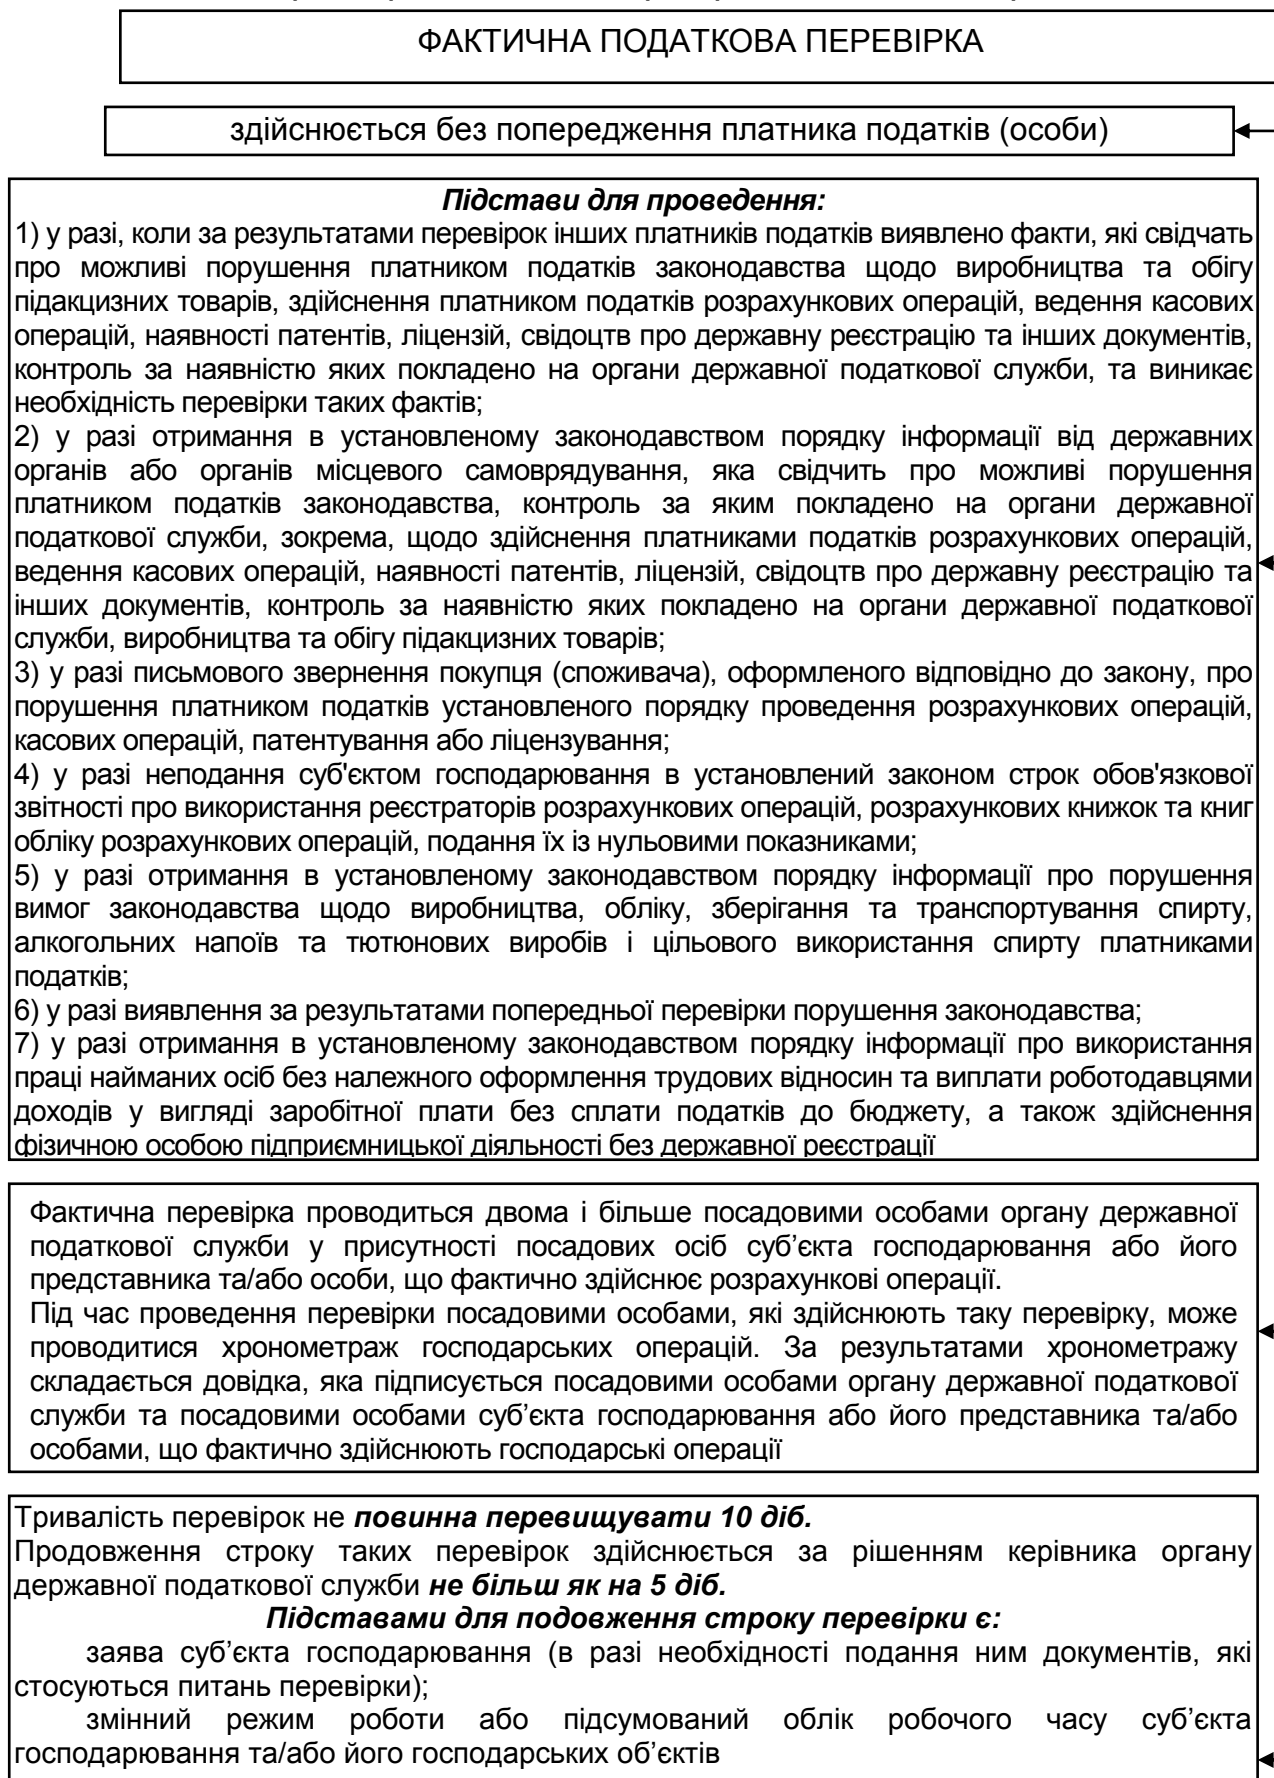 ФАКТИЧНА ПОДАТКОВА ПЕРЕВІРКА
здійснюється без попередження платника податків (особи)
Підстави для проведення:
1) у разі, коли за результатами перевірок інших платників податків виявлено факти, які свідчать
про можливі порушення платником податків законодавства щодо виробництва та обігу
підакцизних товарів, здійснення платником податків розрахункових операцій, ведення касових
операцій, наявності патентів, ліцензій, свідоцтв про державну реєстрацію та інших документів,
контроль за наявністю яких покладено на органи державної податкової служби, та виникає
необхідність перевірки таких фактів;
2) у разі отримання в установленому законодавством порядку інформації від державних
органів або органів місцевого самоврядування, яка свідчить про можливі порушення
платником податків законодавства, контроль за яким покладено на органи державної
податкової служби, зокрема, щодо здійснення платниками податків розрахункових операцій,
ведення касових операцій, наявності патентів, ліцензій, свідоцтв про державну реєстрацію та
інших документів, контроль за наявністю яких покладено на органи державної податкової
служби, виробництва та обігу підакцизних товарів;
3) у разі письмового звернення покупця (споживача), оформленого відповідно до закону, про
порушення платником податків установленого порядку проведення розрахункових операцій,
касових операцій, патентування або ліцензування;
4) у разі неподання суб'єктом господарювання в установлений законом строк обов'язкової
звітності про використання реєстраторів розрахункових операцій, розрахункових книжок та книг
обліку розрахункових операцій, подання їх із нульовими показниками;
5) у разі отримання в установленому законодавством порядку інформації про порушення
вимог законодавства щодо виробництва, обліку, зберігання та транспортування спирту,
алкогольних напоїв та тютюнових виробів і цільового використання спирту платниками
податків;
6) у разі виявлення за результатами попередньої перевірки порушення законодавства;
7) у разі отримання в установленому законодавством порядку інформації про використання
праці найманих осіб без належного оформлення трудових відносин та виплати роботодавцями
доходів у вигляді заробітної плати без сплати податків до бюджету, а також здійснення
фізичною особою підприємницької діяльності без державної реєстрації
Фактична перевірка проводиться двома і більше посадовими особами органу державної
податкової служби у присутності посадових осіб суб’єкта господарювання або його
представника та/або особи, що фактично здійснює розрахункові операції.
Під час проведення перевірки посадовими особами, які здійснюють таку перевірку, може
проводитися хронометраж господарських операцій. За результатами хронометражу
складається довідка, яка підписується посадовими особами органу державної податкової
служби та посадовими особами суб’єкта господарювання або його представника та/або
особами, що фактично здійснюють господарські операції
Тривалість перевірок не повинна перевищувати 10 діб.
Продовження строку таких перевірок здійснюється за рішенням керівника органу
державної податкової служби не більш як на 5 діб.
Підставами для подовження строку перевірки є:
заява суб’єкта господарювання (в разі необхідності подання ним документів, які
стосуються питань перевірки);
змінний режим роботи або підсумований облік робочого часу суб’єкта
господарювання та/або його господарських об’єктів